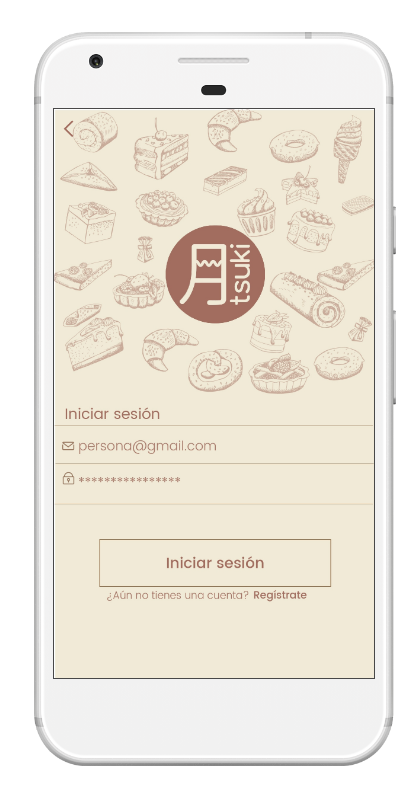 月
tsuki
Iniciar sesión
persona@gmail.com
****************
Iniciar sesión
¿Aún no tienes una cuenta? Registrate